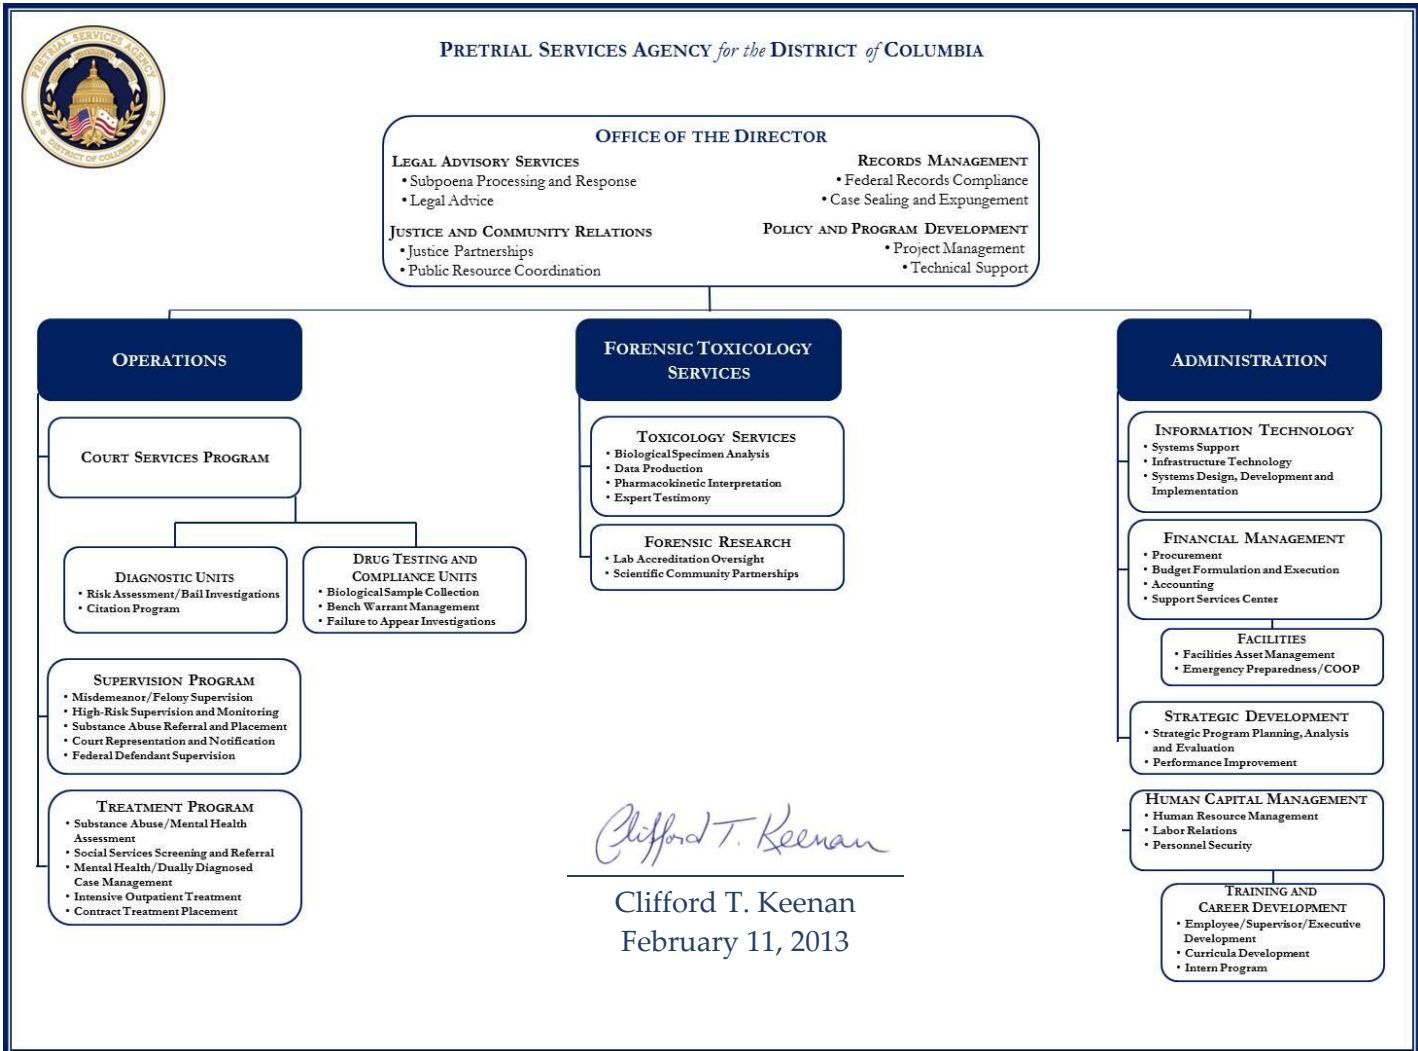 PRETRIAL SERVICES AGENCY
DISTRICT OF COLUMBIA
PRETRIAL SERVICES AGENCY for the DISTRICT of COLUMBIA
OFFICE OF THE DIRECTOR
LEGAL ADVISORY SERVICES
• Subpoena Processing and Response
• Legal Advice
JUSTICE AND COMMUNITY RELATIONS
• Justice Partnerships
• Public Resource Coordination
RECORDS MANAGEMENT
• Federal Records Compliance
• Case Sealing and Expungement
POLICY AND PROGRAM DEVELOPMENT
• Project Management
• Technical Support
OPERATIONS
COURT SERVICES PROGRAM
DIAGNOSTIC UNITS
• Risk Assessment/Bail Investigations
• Citation Program
DRUG TESTING AND
COMPLIANCE UNITS
• Biological Sample Collection
• Bench Warrant Management
• Failure to Appear Investigations
SUPERVISION PROGRAM
• Misdemeanor/Felony Supervision
• High-Risk Supervision and Monitoring
• Substance Abuse Referral and Placement
• Court Representation and Notification
• Federal Defendant Supervision
TREATMENT PROGRAM
• Substance Abuse/Mental Health
Assessment
• Social Services Screening and Referral
• Mental Health/Dually Diagnosed
Case Management
• Intensive Outpatient Treatment
• Contract Treatment Placement
FORENSIC TOXICOLOGY
SERVICES
TOXICOLOGY SERVICES
• Biological Specimen Analysis
• Data Production
• Pharmacokinetic Interpretation
• Expert Testimony
FORENSIC RESEARCH
• Lab Accreditation Oversight
• Scientific Community Partnerships
ADMINISTRATION
INFORMATION TECHNOLOGY
• Systems Support
• Infrastructure Technology
• Systems Design, Development and
Implementation
FINANCIAL MANAGEMENT
• Procurement
• Budget Formulation and Execution
• Accounting
• Support Services Center
FACILITIES
• Facilities Asset Management
• Emergency Preparedness/COOP
STRATEGIC DEVELOPMENT
• Strategic Program Planning, Analysis
and Evaluation
• Performance Improvement
HUMAN CAPITAL MANAGEMENT
• Human Resource Management
• Labor Relations
• Personnel Security
TRAINING AND
CAREER DEVELOPMENT
• Employee/Supervisor/Executive
Development
• Curricula Development
• Intern Program
Clifford T. Keenan
Clifford T. Keenan
February 11, 2013